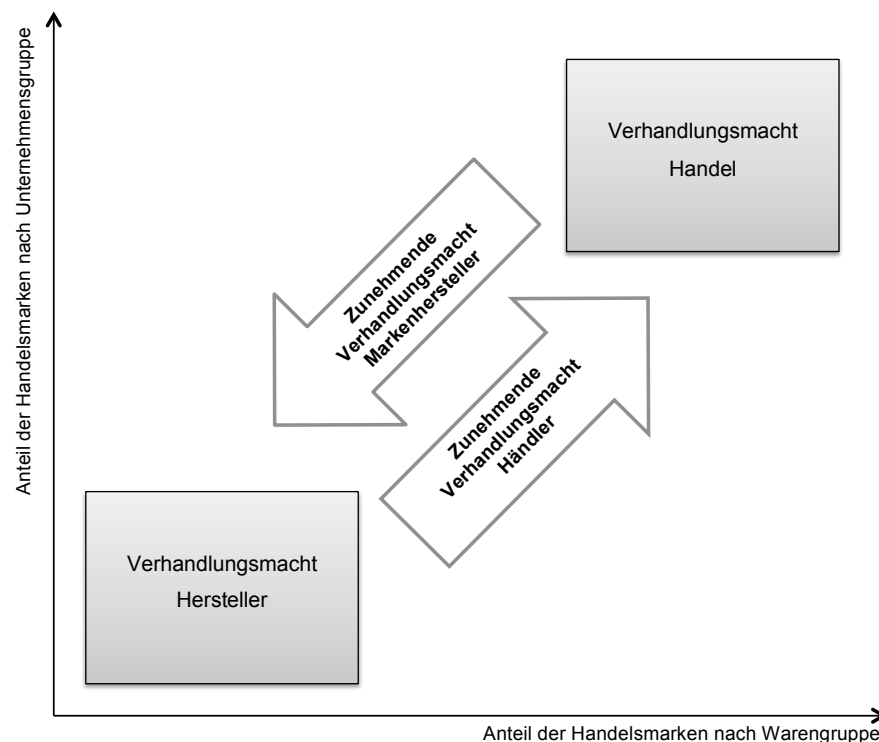 Anteil der Handelsmarken nach Unternehmensgruppe
Verhandlungsmacht
Handel
Zunehmende
Verhandlungsmacht
Markenhersteller
Zunehmende
Verhandlungsmacht
Händler
Verhandlungsmacht
Hersteller
Anteil der Handelsmarken nach Warengruppe